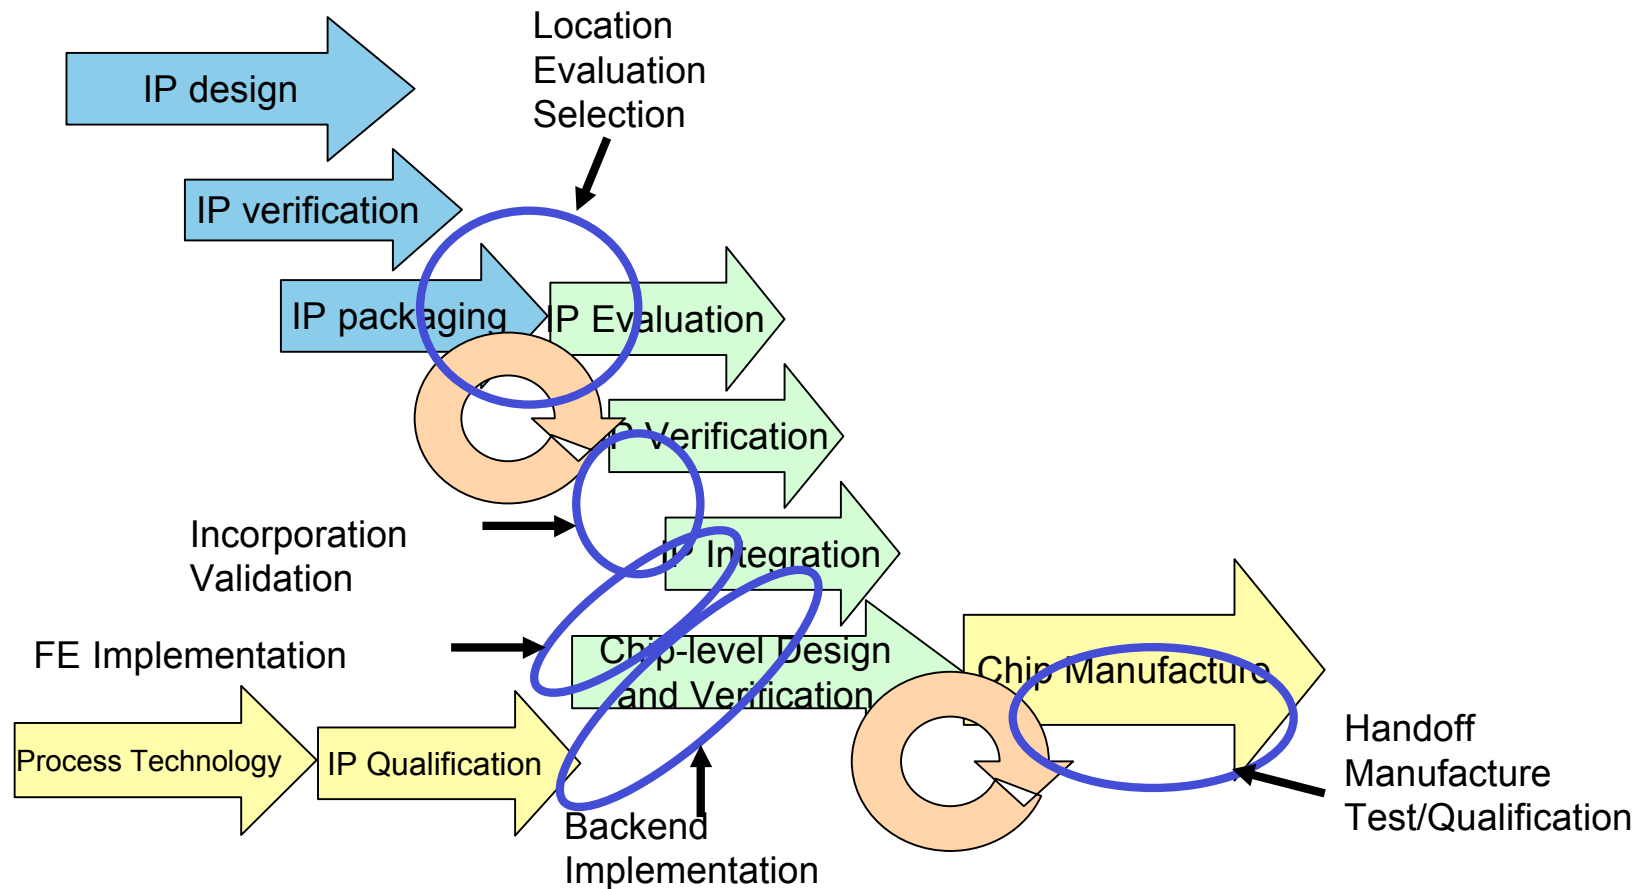 Location
Evaluation
Selection
IP design
IP verification
IP packaging
IP Evaluation
IP Verification
Incorporation
Validation
IP Integration
FE Implementation
Chip-level Design
and Verification
Chip Manufacture
Process Technology
IP Qualification
Handoff
Manufacture
Test/Qualification
Backend
Implementation